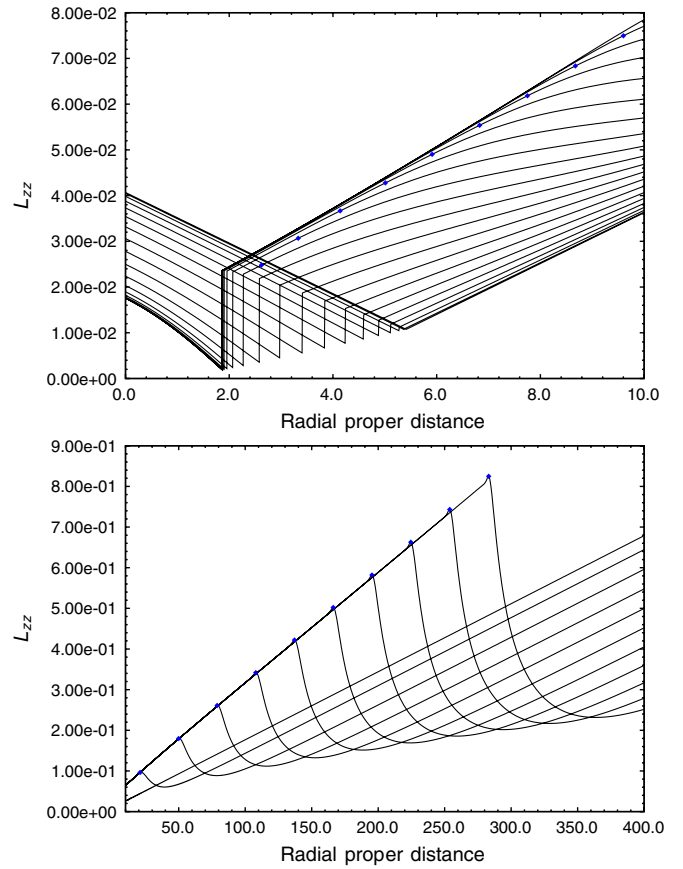 8.00e-02
7.00e-02
6.00e-02
5.00e-02
4.00e-02
3.00e-02
2.00e-02
1.00e-02
0.00e+00
L_zz
0.0 2.0 4.0 6.0 8.0 10.0
Radial proper distance
9.00e-01
8.00e-01
7.00e-01
6.00e-01
5.00e-01
4.00e-01
3.00e-01
2.00e-01
1.00e-01
0.00e+00
L_zz
50.0 100.0 150.0 200.0 250.0 300.0 350.0 400.0
Radial proper distance